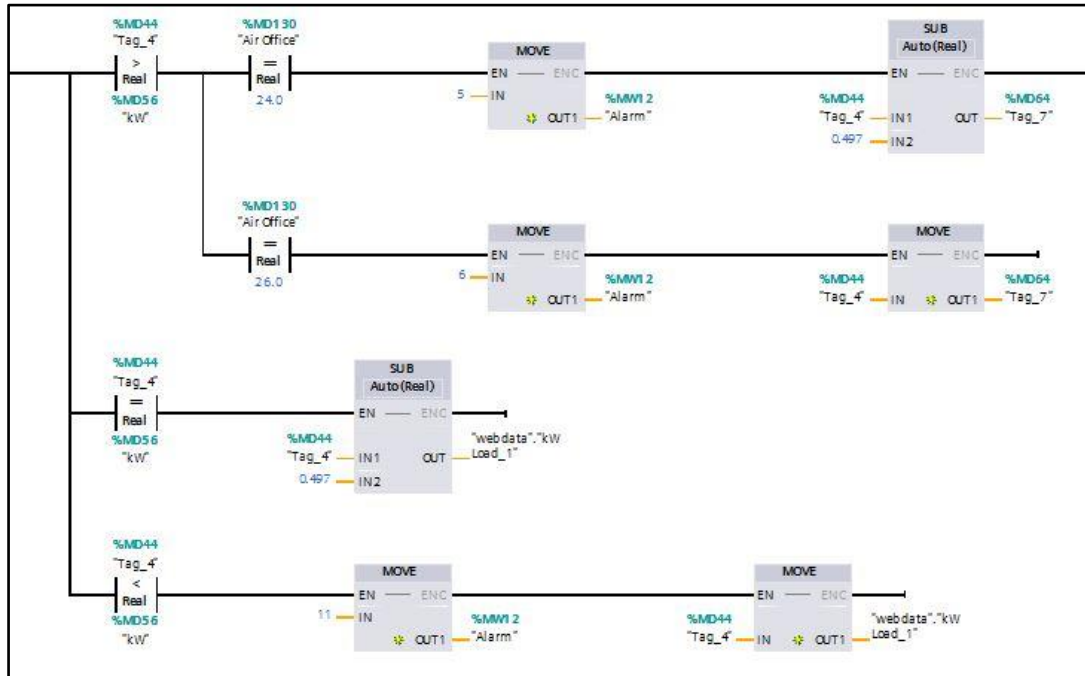 %MD44
"Tag_4"
>
Real
%MD56
"kW"
%MD130
"Air Office"
=
Real
24.0
MOVE
EN ENO
5 IN
OUT1
%MW12
"Alarm"
SUB
Auto (Real)
EN ENO
%MD44
"Tag_4" IN1
0.497 IN2
OUT
%MD64
"Tag_7"
%MD130
"Air Office"
=
Real
26.0
MOVE
EN ENO
6 IN
OUT1
%MW12
"Alarm"
MOVE
EN ENO
%MD44
"Tag_4" IN
OUT1
%MD64
"Tag_7"
%MD44
"Tag_4"
=
Real
%MD56
"kW"
SUB
Auto (Real)
EN ENO
%MD44
"Tag_4" IN1
0.497 IN2
OUT
"webdata"."kW
Load_1"
%MD44
"Tag_4"
<
Real
%MD56
"kW"
MOVE
EN ENO
11 IN
OUT1
%MW12
"Alarm"
MOVE
EN ENO
%MD44
"Tag_4" IN
OUT1
"webdata"."kW
Load_1"